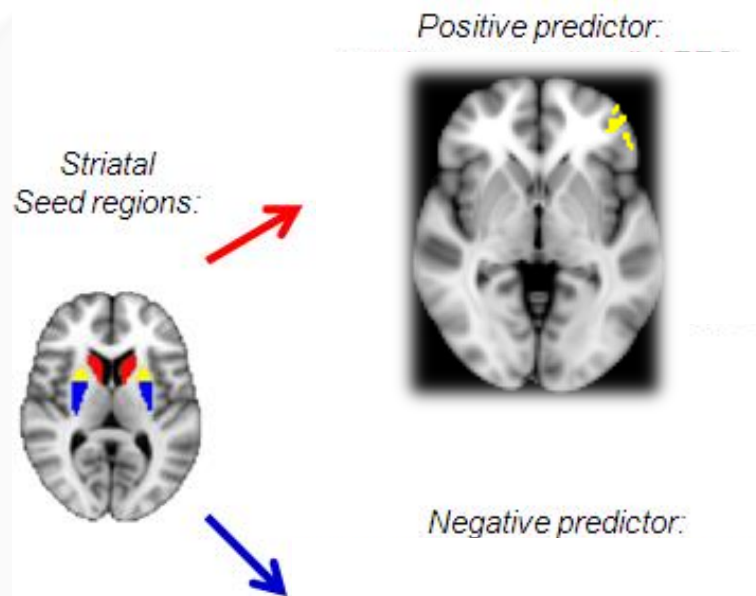 Positive predictor:
Striatal
Seed regions:
Negative predictor: